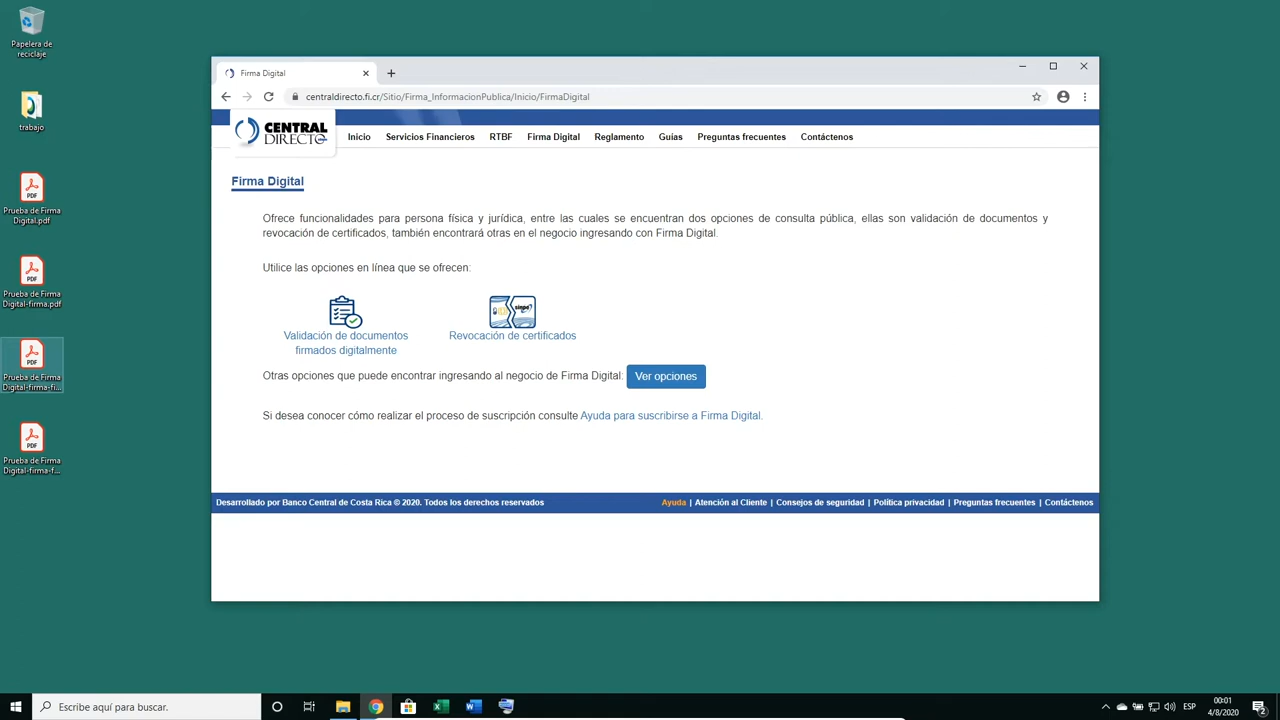 Papelera de
reciclaje
trabajo
Prueba de Firma
Digital.pdf
Prueba de Firma
Digital-firma.pdf
Prueba de Firma
Digital-firma-fi...
Prueba de Firma
Digital-firma-f...
Firma Digital
centraldirecto.fi.cr/Sitio/Firma_InformacionPublica/Inicio/FirmaDigital
CENTRAL
DIRECTO
Inicio Servicios Financieros RTBF Firma Digital Reglamento Guías Preguntas frecuentes Contáctenos
Firma Digital
Ofrece funcionalidades para persona física y jurídica, entre las cuales se encuentran dos opciones de consulta pública, ellas son validación de documentos y
revocación de certificados, también encontrará otras en el negocio ingresando con Firma Digital.
Utilice las opciones en línea que se ofrecen:
sinpe
Validación de documentos
firmados digitalmente
Revocación de certificados
Otras opciones que puede encontrar ingresando al negocio de Firma Digital: Ver opciones
Si desea conocer cómo realizar el proceso de suscripción consulte Ayuda para suscribirse a Firma Digital.
Desarrollado por Banco Central de Costa Rica © 2020. Todos los derechos reservados
Ayuda | Atención al Cliente | Consejos de seguridad | Política privacidad | Preguntas frecuentes | Contáctenos
Escribe aquí para buscar.
ESP
00:01
4/8/2020
2